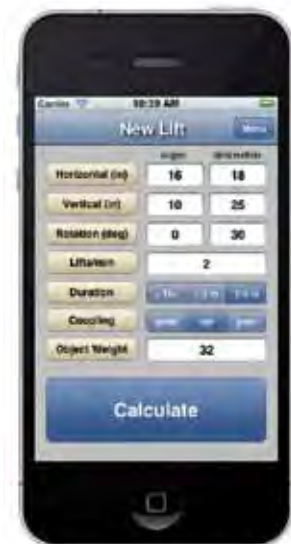 Carrier 10:39 AM
New Lift Menu
origin destination
Horizontal (in) 16 18
Vertical (in) 10 25
Rotation (deg) 0 30
Lifts/min 2
Duration
Coupling
Object Weight 32
Calculate